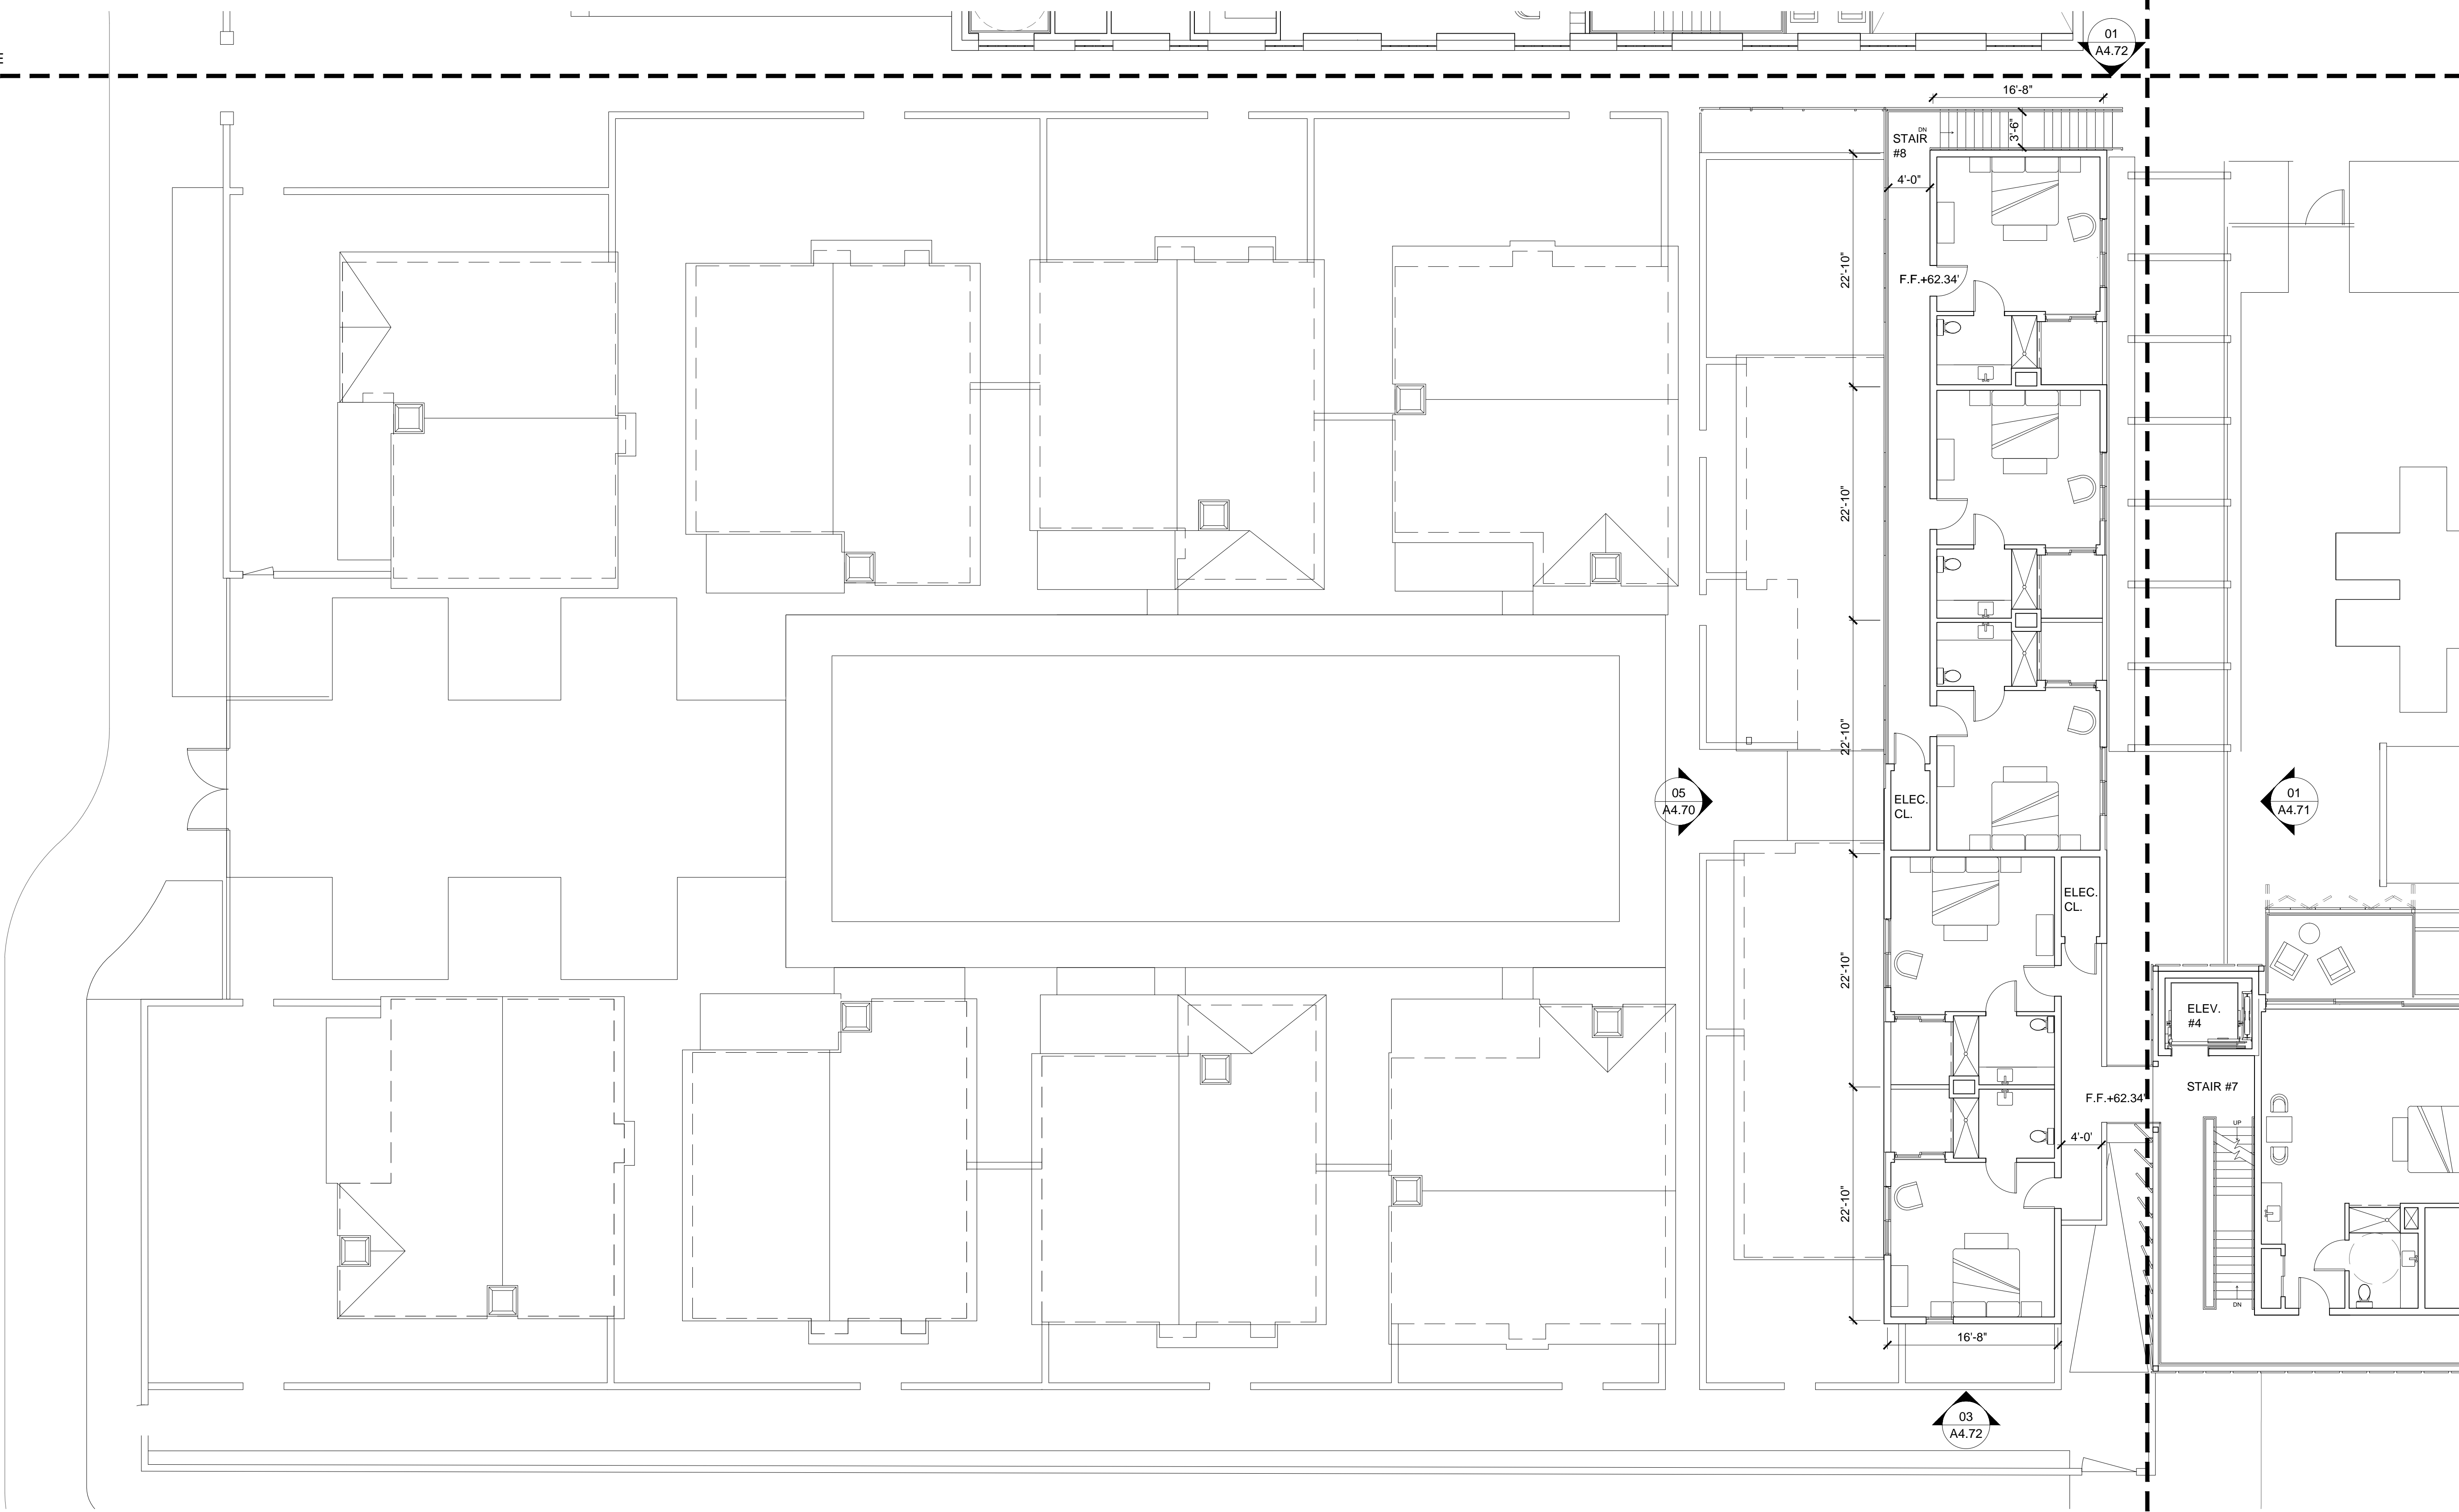 E
01
A4.72
16'-8"
3'-6"
DN
STAIR
#8
4'-0"
22'-10"
F.F.+62.34'
22'-10"
22'-10"
05
A4.70
ELEC.
CL.
01
A4.71
ELEC.
CL.
22'-10"
ELEV.
#4
STAIR #7
F.F.+62.34'
UP
4'-0'
22'-10"
DN
16'-8"
03
A4.72